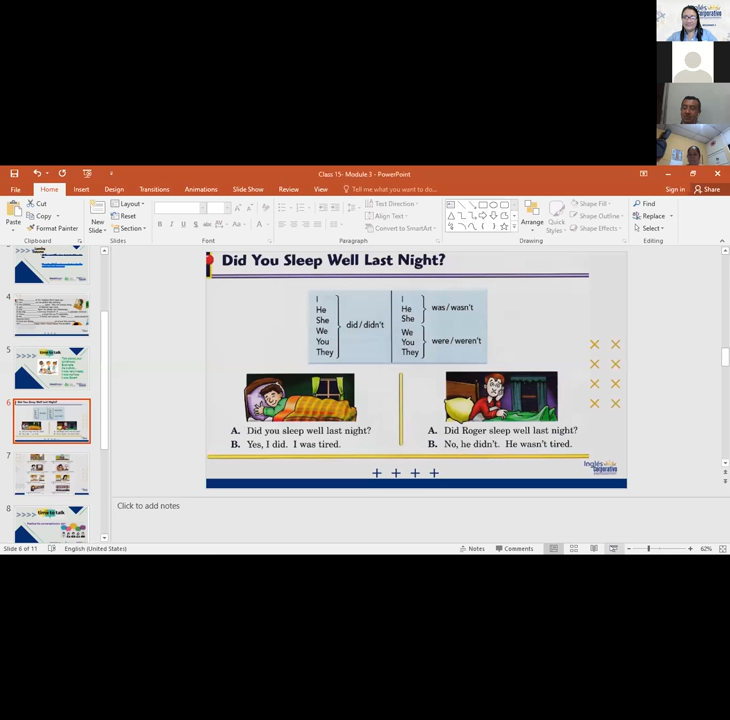 Class 15- Module 3 - PowerPoint
File Home Insert Design Transitions Animations Slide Show Review View Tell me what you want to do... Sign in Share
Paste
Cut
Copy
Format Painter
Clipboard
New
Slide
Layout
Reset
Section
Slides
Font
Text Direction
Align Text
Convert to SmartArt
Paragraph
Arrange
Quick
Styles
Shape Fill
Shape Outline
Shape Effects
Drawing
Find
Replace
Select
Editing
4
5
6
7
8
Did You Sleep Well Last Night?
I
He
She
We
You
They
did/didn't
I
He
She
was/wasn't
We
You
They
were/weren't
A. Did you sleep well last night?
B. Yes, I did. I was tired.
A. Did Roger sleep well last night?
B. No, he didn't. He wasn't tired.
Inglés
Corporativo
Click to add notes
Slide 6 of 11 English (United States) Notes Comments 62%